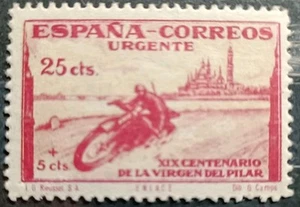 ESPAÑA-CORREOS
URGENTE
25 cts.
+
5 cts.
XIX CENTENARIO
DE LA VIRGEN DEL PILAR
ENLACE